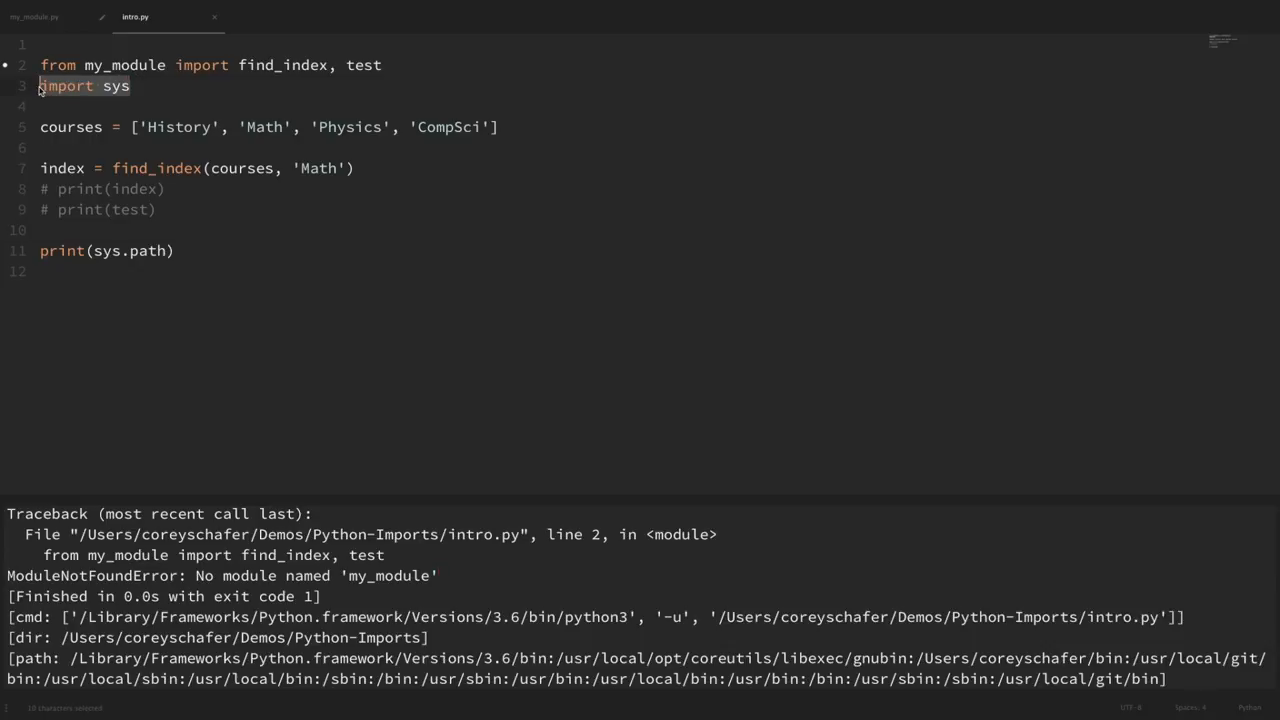 my_module.py
intro.py
1
2 from my_module import find_index, test
3 import sys
4
5 courses = ['History', 'Math', 'Physics', 'CompSci']
6
7 index = find_index(courses, 'Math')
8 # print(index)
9 # print(test)
10
11 print(sys.path)
12
Traceback (most recent call last):
File "/Users/coreyschafer/Demos/Python-Imports/intro.py", line 2, in <module>
from my_module import find_index, test
ModuleNotFoundError: No module named 'my_module'
[Finished in 0.0s with exit code 1]
[cmd: ['/Library/Frameworks/Python.framework/Versions/3.6/bin/python3', '-u', '/Users/coreyschafer/Demos/Python-Imports/intro.py']]
[dir: /Users/coreyschafer/Demos/Python-Imports]
[path: /Library/Frameworks/Python.framework/Versions/3.6/bin:/usr/local/opt/coreutils/libexec/gnubin:/Users/coreyschafer/bin:/usr/local/git/
bin:/usr/local/sbin:/usr/local/bin:/sbin:/usr/sbin:/bin:/usr/bin:/usr/local/bin:/usr/bin:/bin:/usr/sbin:/sbin:/usr/local/git/bin]
10 characters selected
UTF-8
Spaces: 4
Python